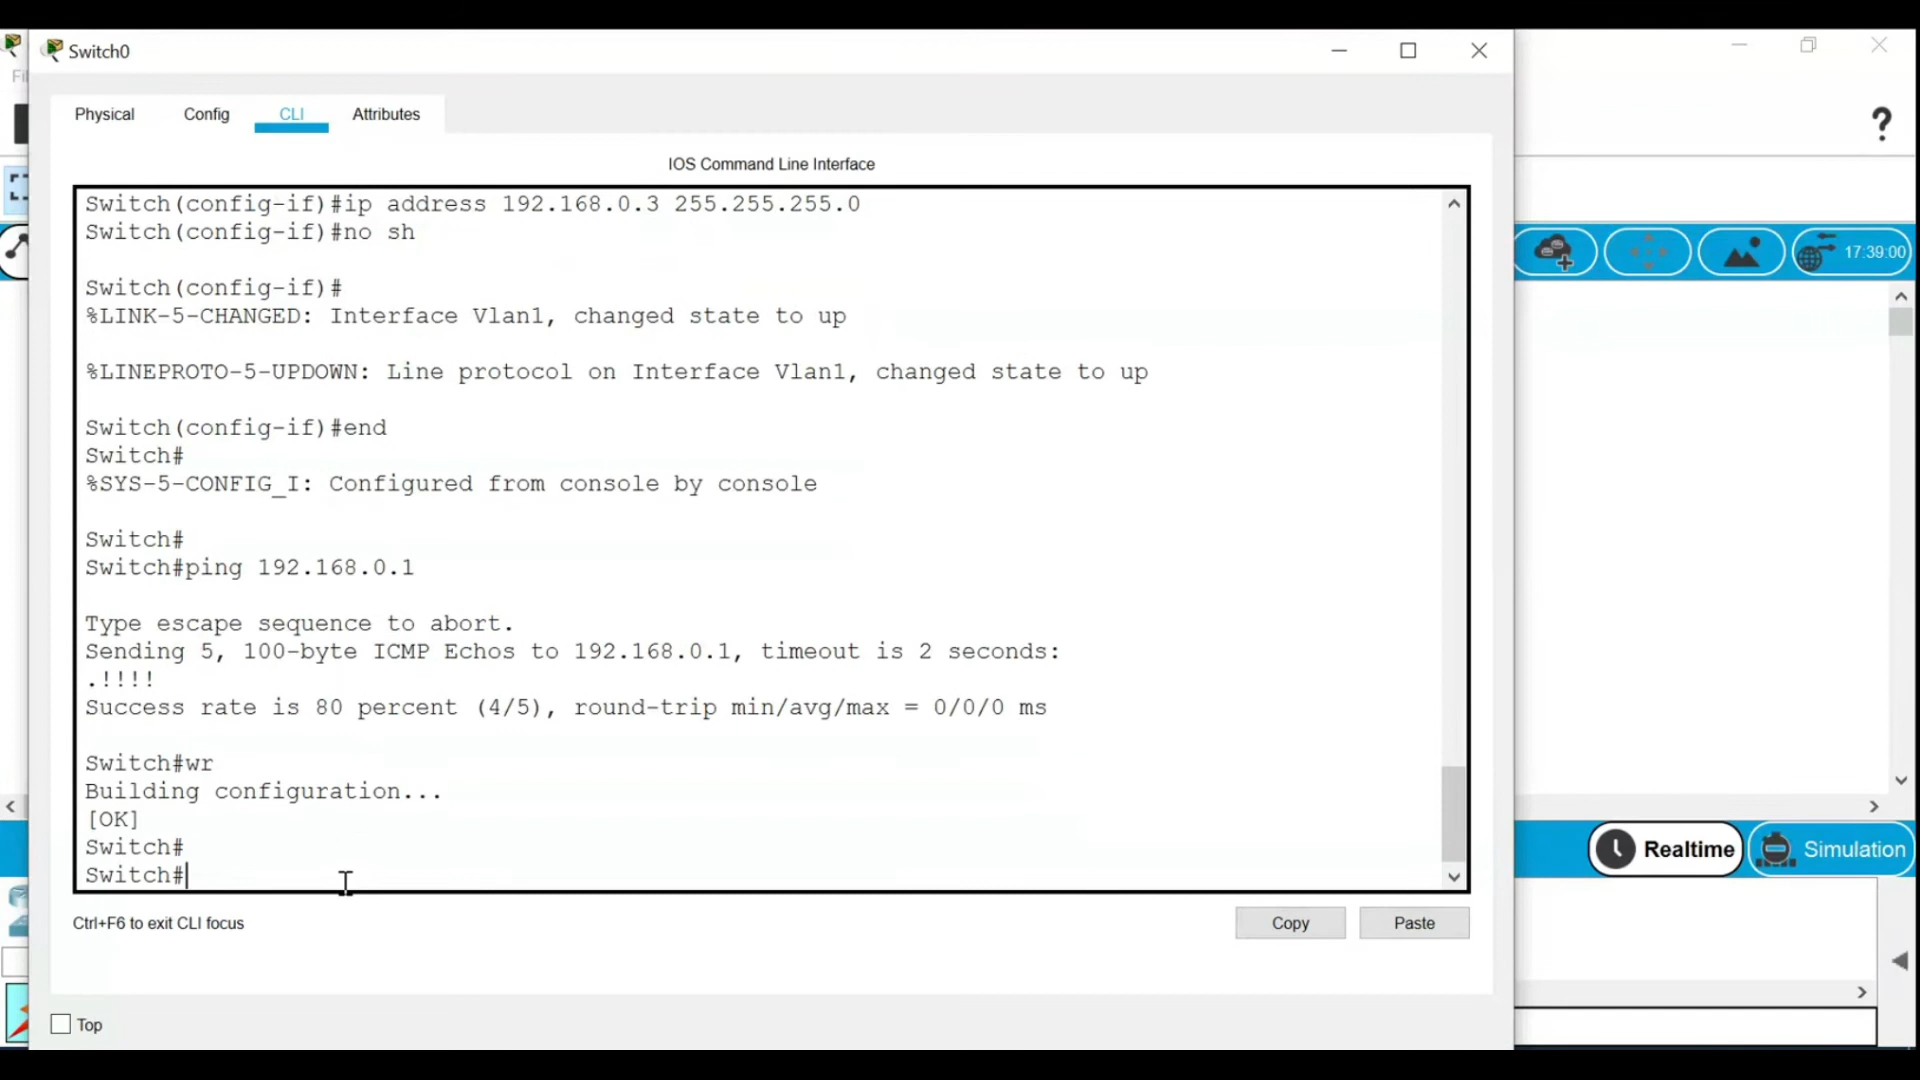 Switch0
Fi
Physical Config CLI Attributes
?
IOS Command Line Interface
Switch(config-if)#ip address 192.168.0.3 255.255.255.0
Switch(config-if)#no sh
17:39:00
Switch(config-if)#
%LINK-5-CHANGED: Interface Vlan1, changed state to up
%LINEPROTO-5-UPDOWN: Line protocol on Interface Vlan1, changed state to up
Switch(config-if)#end
Switch#
%SYS-5-CONFIG_I: Configured from console by console
Switch#
Switch#ping 192.168.0.1
Type escape sequence to abort.
Sending 5, 100-byte ICMP Echos to 192.168.0.1, timeout is 2 seconds:
.!!!!
Success rate is 80 percent (4/5), round-trip min/avg/max = 0/0/0 ms
Switch#wr
Building configuration...
[OK]
Switch#
Switch#
Realtime Simulation
Ctrl+F6 to exit CLI focus
Copy Paste
Top